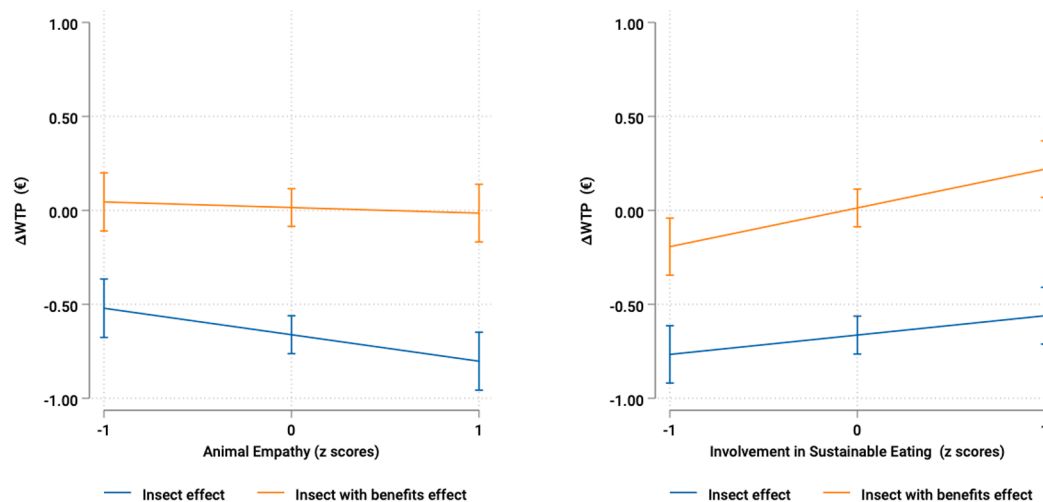 1.00
0.50
0.00
-0.50
-1.00
ΔWTP (€)
-1 0 1
Animal Empathy (z scores)
Insect effect Insect with benefits effect
1.00
0.50
0.00
-0.50
-1.00
ΔWTP (€)
-1 0 1
Involvement in Sustainable Eating (z scores)
Insect effect Insect with benefits effect